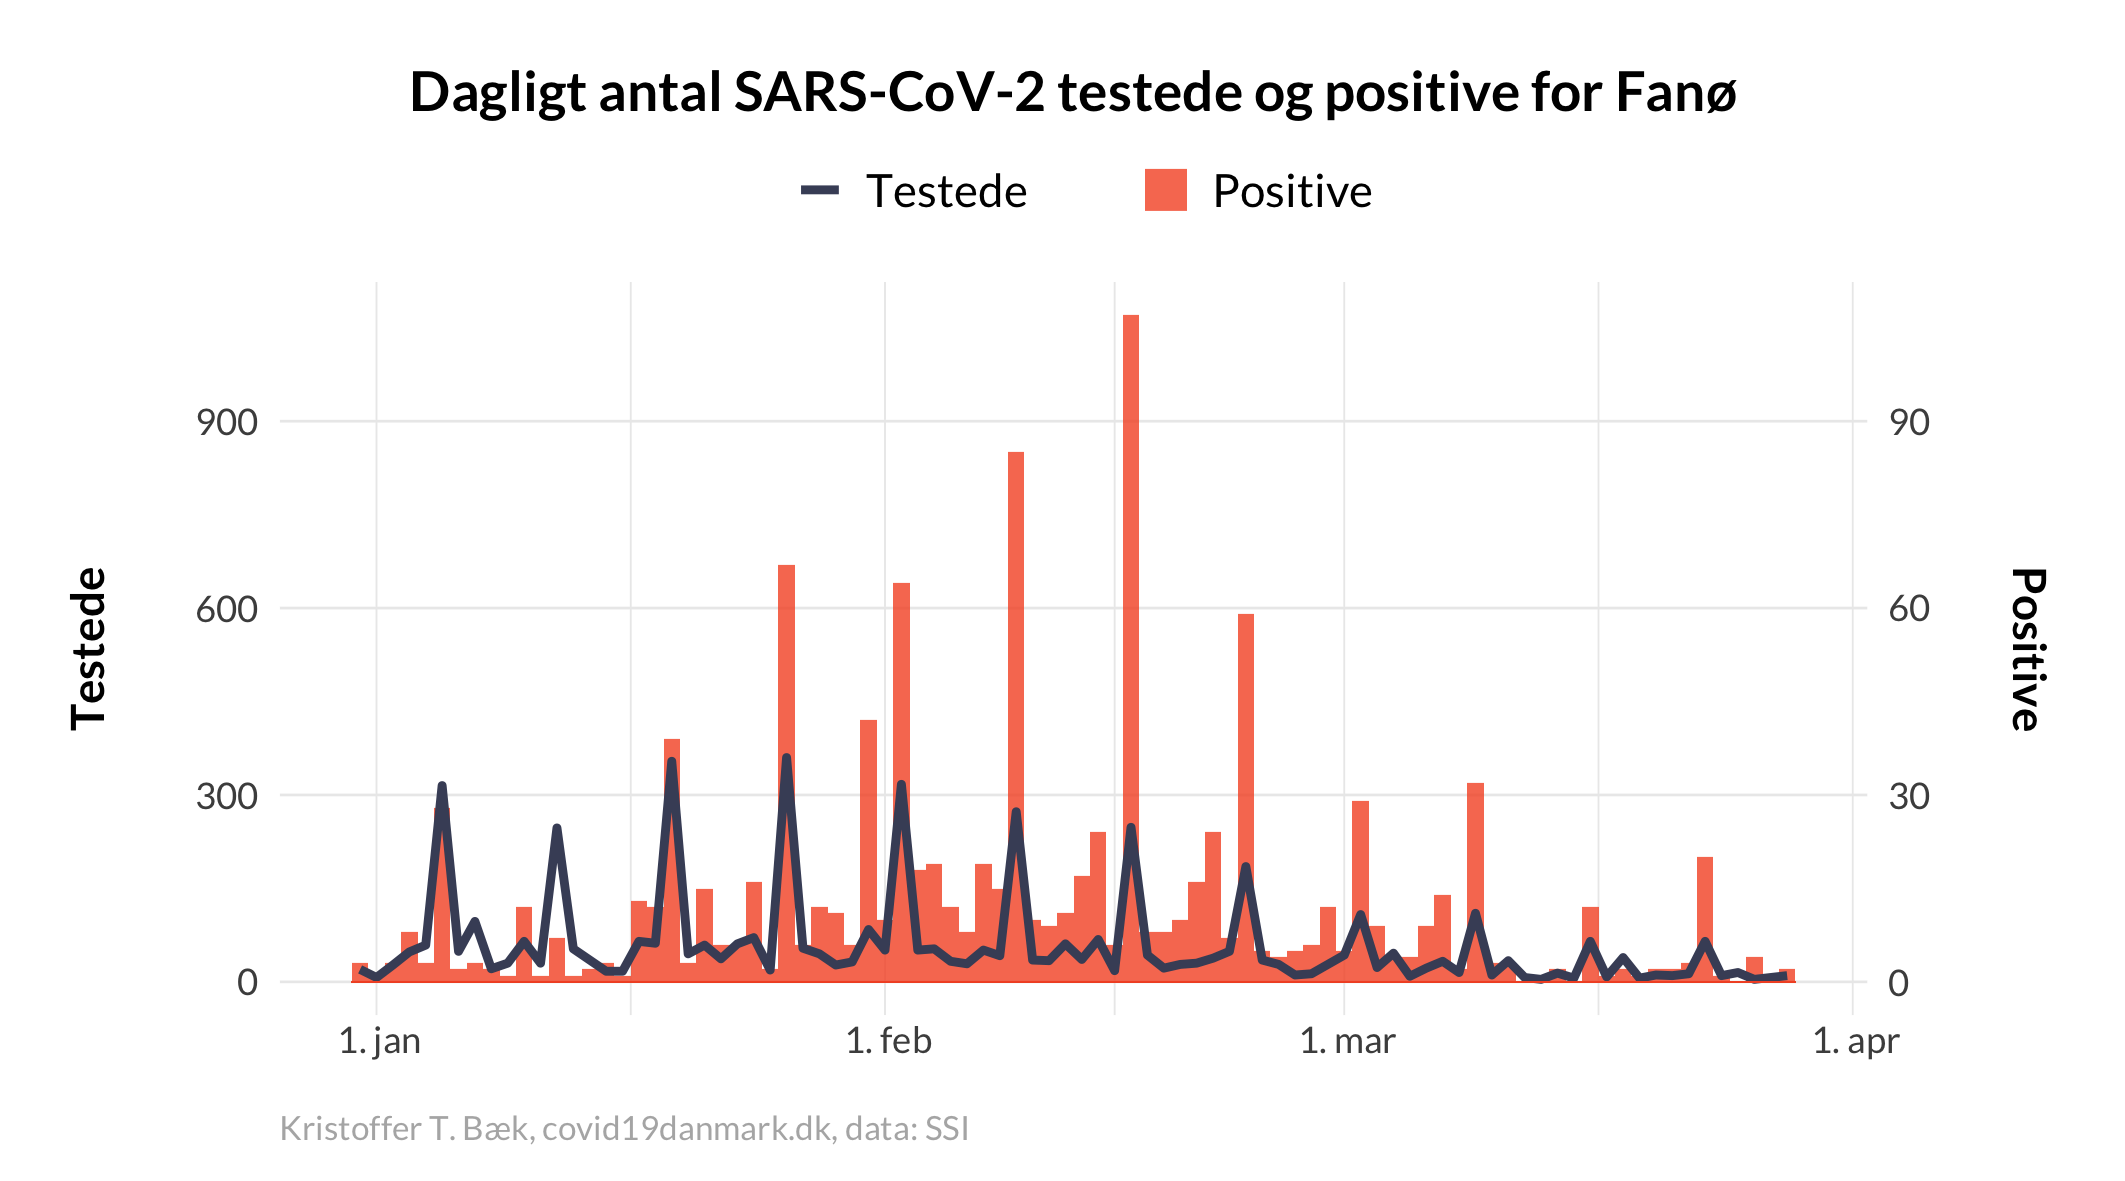 Dagligt antal SARS-CoV-2 testede og positive for Fanø
Testede Positive
900 90
600 60
300 30
0 0
Testede
Positive
1. jan 1. feb 1. mar 1. apr
Kristoffer T. Bæk, covid19danmark.dk, data: SSI